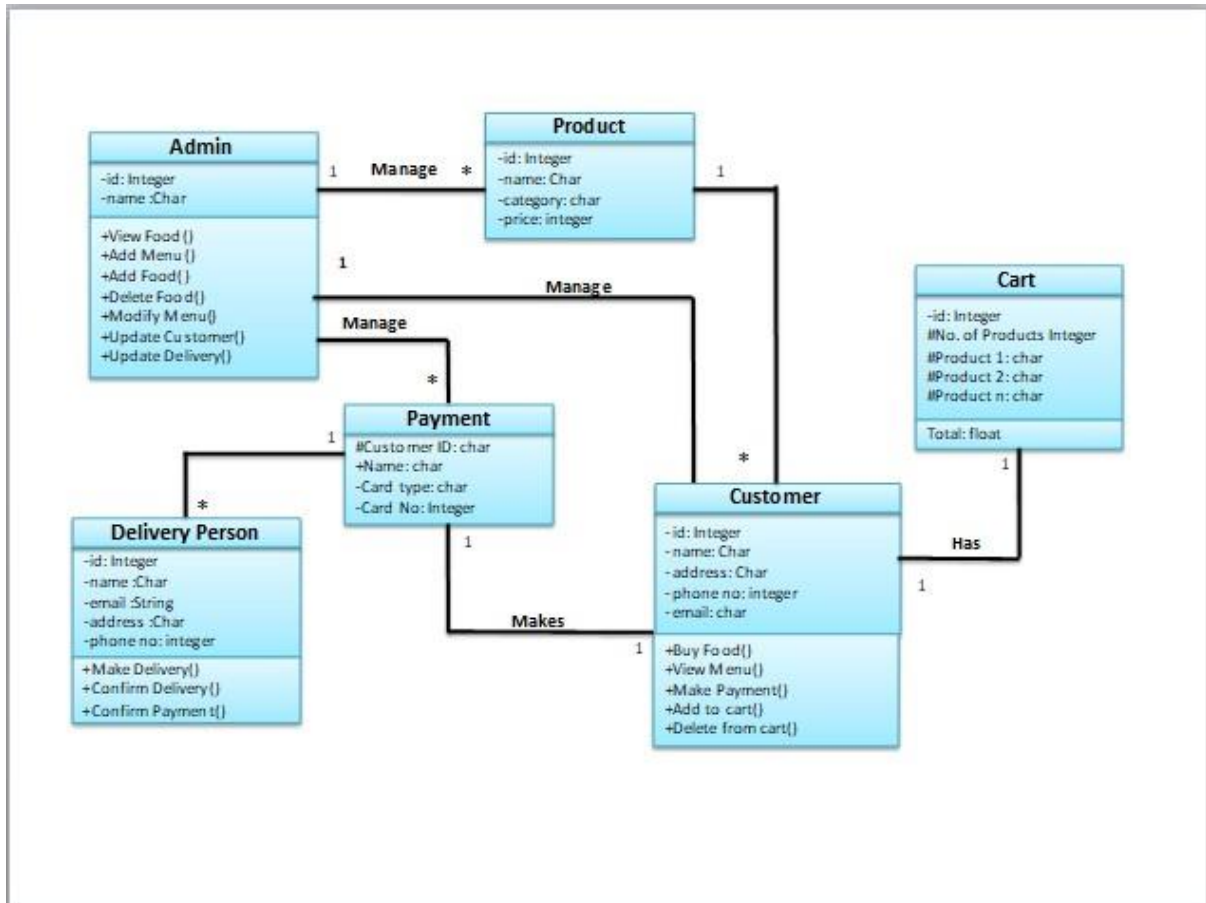 Admin
-id: Integer
-name :Char
+View Food()
+Add Menu()
+Add Food()
+Delete Food()
+Modify Menu()
+Update Customer()
+Update Delivery()
1
Manage
*
Product
-id: Integer
-name: Char
-category: char
-price: integer
1
1
Manage
Manage
*
*
Cart
-id: Integer
#No. of Products Integer
#Product 1: char
#Product 2: char
#Product n: char
Total: float
1
Payment
#Customer ID: char
+Name: char
-Card type: char
-Card No: Integer
1
*
1
Delivery Person
-id: Integer
-name :Char
-email :String
-address :Char
-phone no: integer
+Make Delivery()
+Confirm Delivery()
+Confirm Payment()
Makes
1
Customer
-id: Integer
-name: Char
-address: Char
-phone no: integer
-email: char
+Buy Food()
+View Menu()
+Make Payment()
+Add to cart()
+Delete from cart()
Has
1